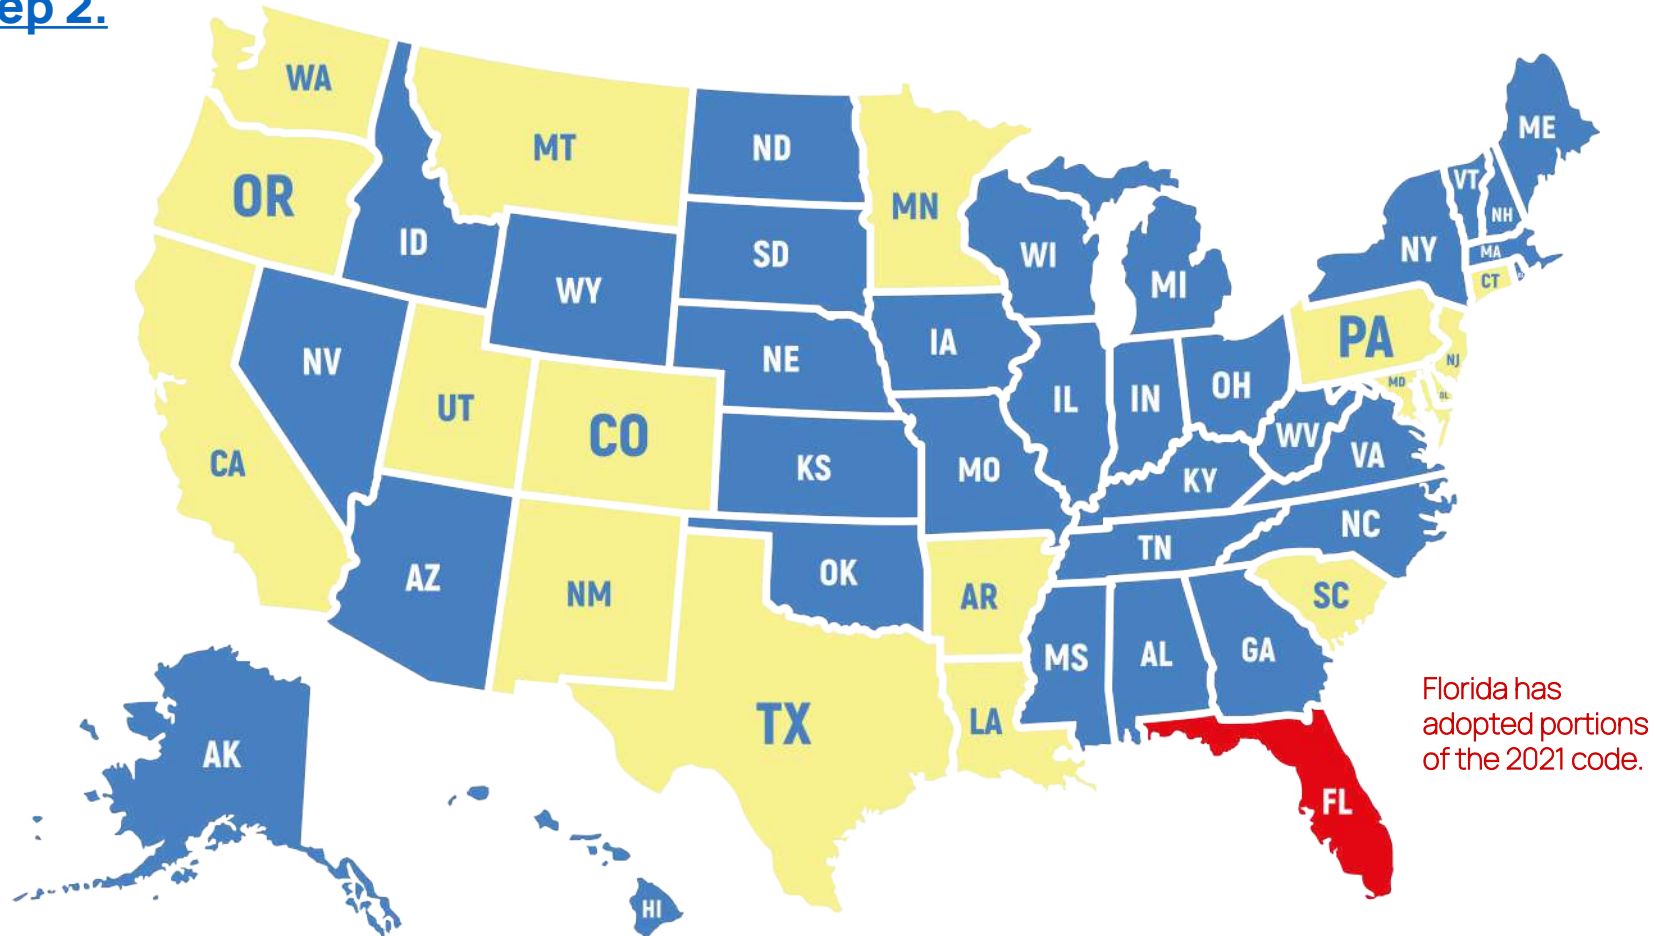 ep 2.
WA
MT
ND
MN
ME
OR
ID
SD
WI
MI
NY
VT
NH
MA
CT
WY
NV
NE
IA
PA
NJ
MD
UT
CO
IL
IN
OH
CA
KS
MO
WV
VA
KY
NC
AZ
NM
OK
AR
TN
SC
MS
AL
GA
TX
LA
AK
FL
HI
Florida has
adopted portions
of the 2021 code.